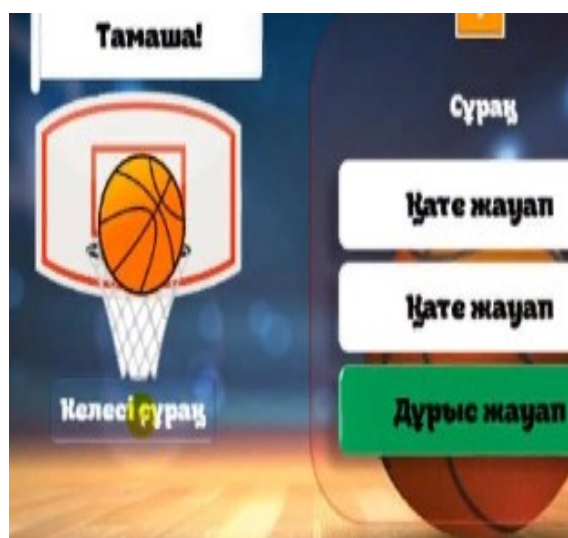 Тамаша!
Сұрақ
Қате жауап
Қате жауап
Дұрыс жауап
Келесі сұрақ